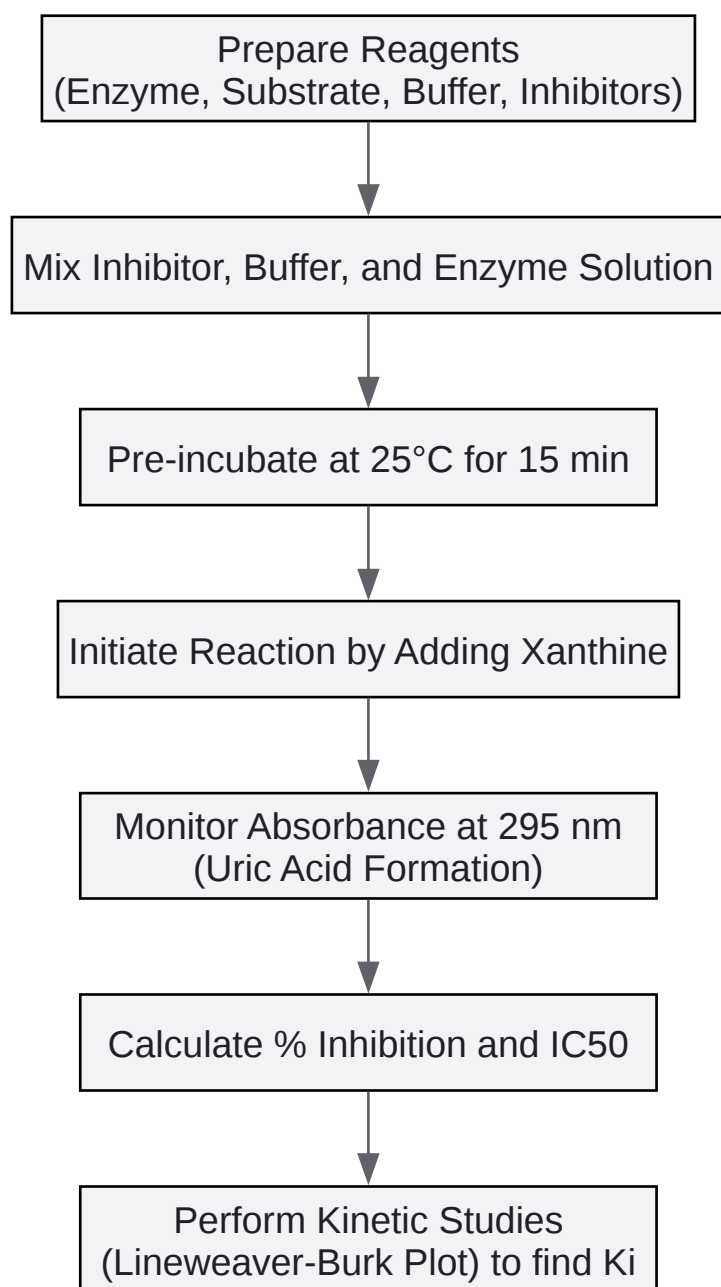 Prepare Reagents
(Enzyme, Substrate, Buffer, Inhibitors)
Mix Inhibitor, Buffer, and Enzyme Solution
Pre-incubate at 25°C for 15 min
Initiate Reaction by Adding Xanthine
Monitor Absorbance at 295 nm
(Uric Acid Formation)
Calculate % Inhibition and IC50
Perform Kinetic Studies
(Lineweaver-Burk Plot) to find Ki